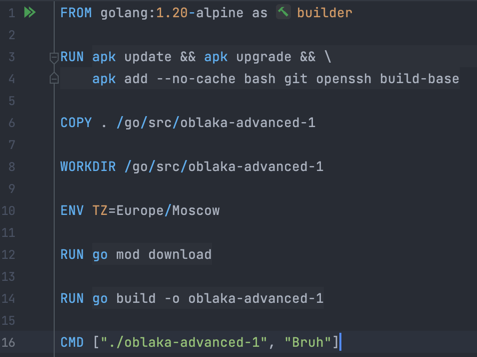 1 FROM golang:1.20-alpine as builder
2
3 RUN apk update && apk upgrade && \
4     apk add --no-cache bash git openssh build-base
5
6 COPY . /go/src/oblaka-advanced-1
7
8 WORKDIR /go/src/oblaka-advanced-1
9
10 ENV TZ=Europe/Moscow
11
12 RUN go mod download
13
14 RUN go build -o oblaka-advanced-1
15
16 CMD ["./oblaka-advanced-1", "Bruh"]